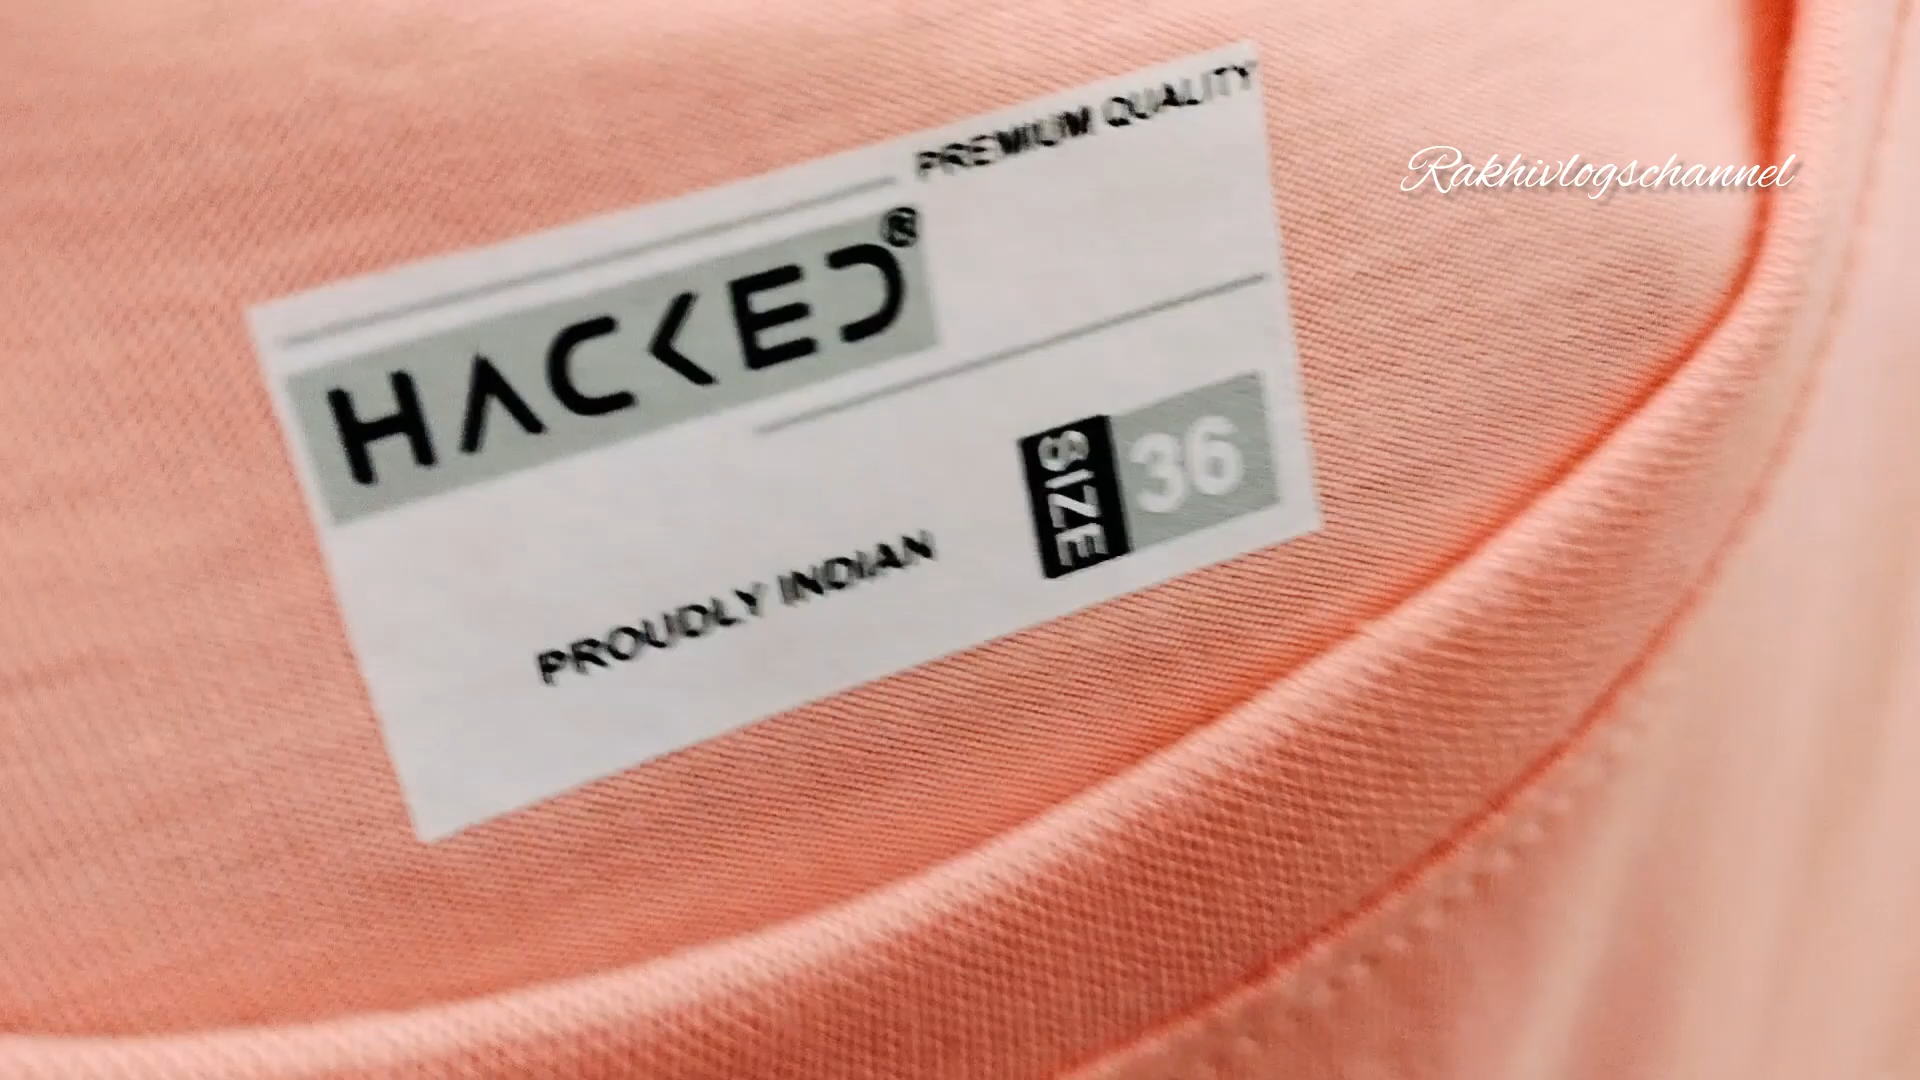 PREMIUM QUALITY
Rakhivlogschannel
HACKED®
SIZE 36
PROUDLY INDIAN